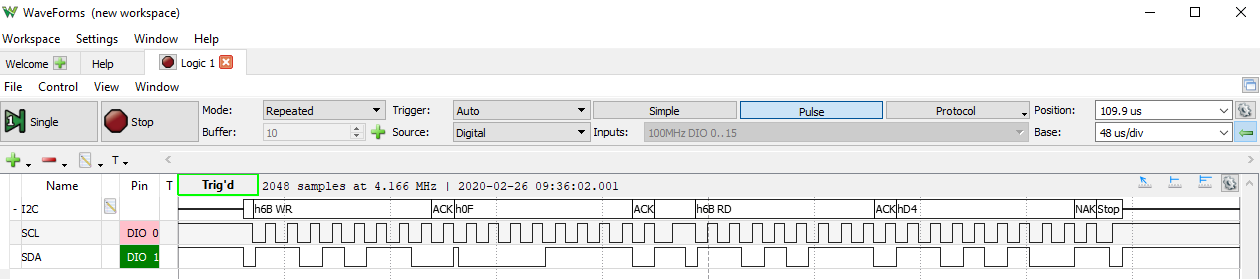 WaveForms (new workspace)
Workspace Settings Window Help
Welcome Help Logic 1
File Control View Window
Single Stop Mode: Repeated Trigger: Auto Simple Pulse Protocol Position: 109.9 us
Buffer: 10 Source: Digital Inputs: 100MHz DIO 0..15 Base: 48 us/div
T
Name Pin T Trig'd 2048 samples at 4.166 MHz | 2020-02-26 09:36:02.001
- I2C h6B WR ACK h0F ACK h6B RD ACK hD4 NAK Stop
SCL DIO 0
SDA DIO 1